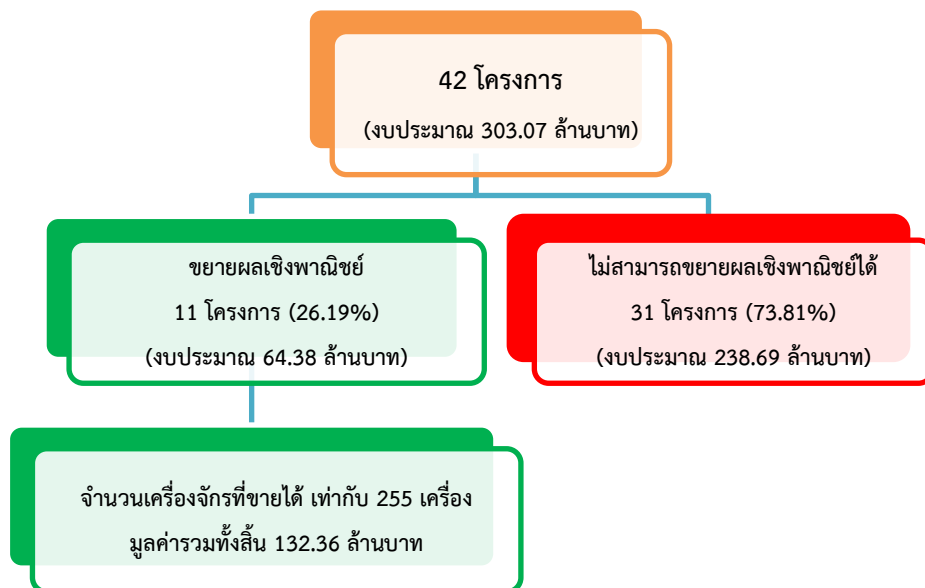 42 โครงการ
(งบประมาณ 303.07 ล้านบาท)
ขยายผลเชิงพาณิชย์
11 โครงการ (26.19%)
(งบประมาณ 64.38 ล้านบาท)
ไม่สามารถขยายผลเชิงพาณิชย์ได้
31 โครงการ (73.81%)
(งบประมาณ 238.69 ล้านบาท)
จำนวนเครื่องจักรที่ขายได้ เท่ากับ 255 เครื่อง
มูลค่ารวมทั้งสิ้น 132.36 ล้านบาท